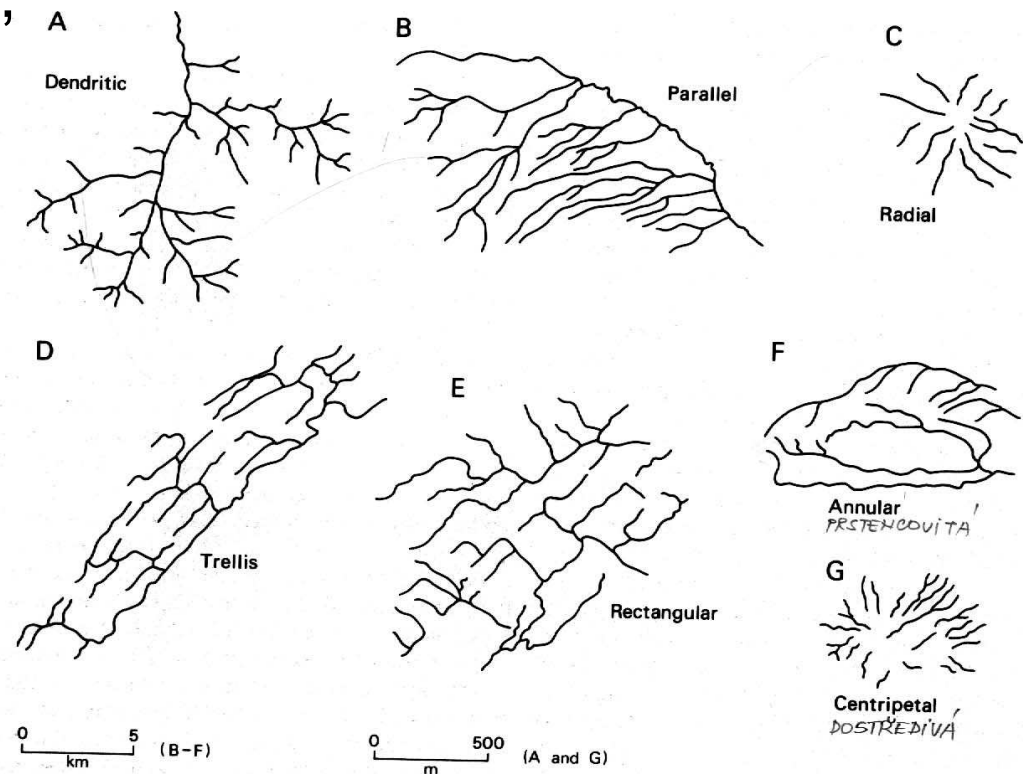 ,
A
Dendritic
B
Parallel
C
Radial
D
Trellis
E
Rectangular
F
Annular
PRSTENCOVITÁ
G
Centripetal
DOSTŘEDIVÁ
0 5 (B-F)
km
0 500 (A and G)
m